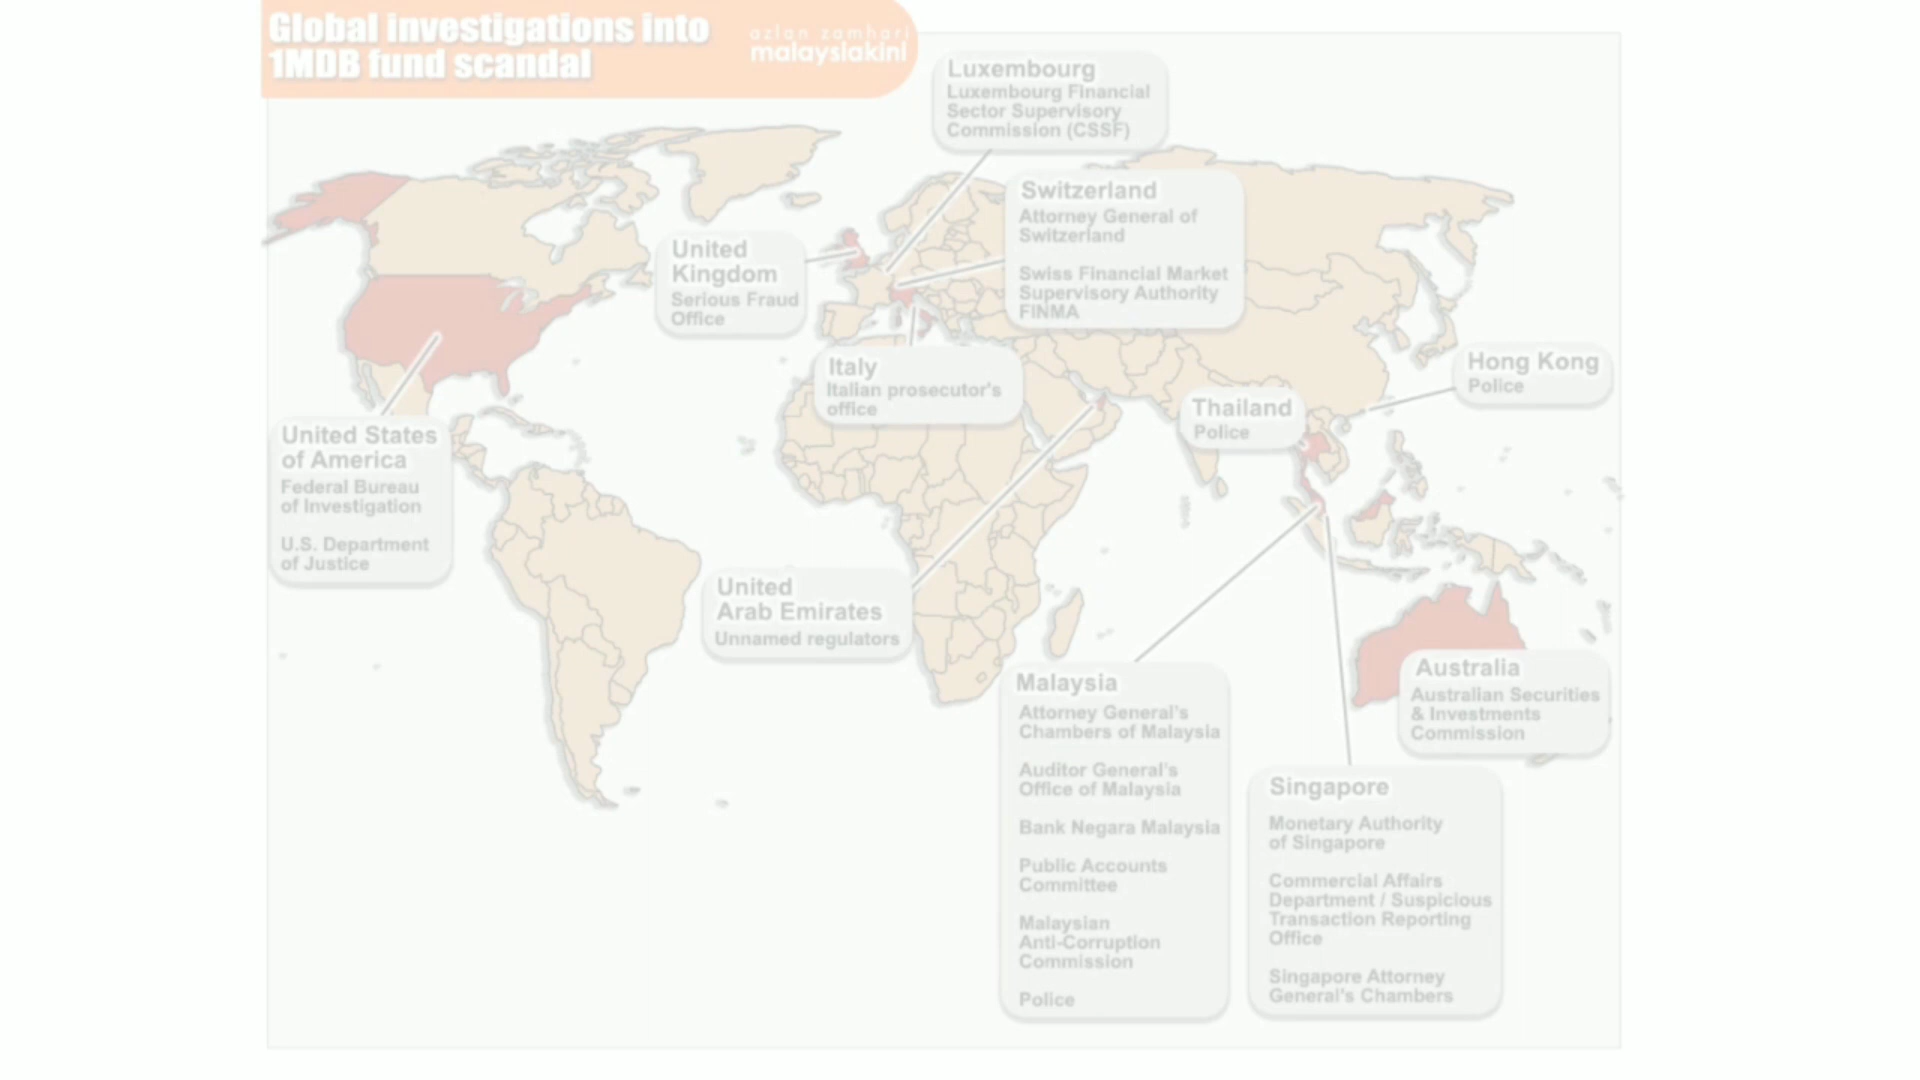 Global investigations into
1MDB fund scandal
azlan zamhari
malaysiakini
Luxembourg
Luxembourg Financial
Sector Supervisory
Commission (CSSF)
Switzerland
Attorney General of
Switzerland
Swiss Financial Market
Supervisory Authority
FINMA
United
Kingdom
Serious Fraud
Office
Italy
Italian prosecutor's
office
Hong Kong
Police
Thailand
Police
United States
of America
Federal Bureau
of Investigation
U.S. Department
of Justice
United
Arab Emirates
Unnamed regulators
Malaysia
Attorney General's
Chambers of Malaysia
Auditor General's
Office of Malaysia
Bank Negara Malaysia
Public Accounts
Committee
Malaysian
Anti-Corruption
Commission
Police
Australia
Australian Securities
& Investments
Commission
Singapore
Monetary Authority
of Singapore
Commercial Affairs
Department / Suspicious
Transaction Reporting
Office
Singapore Attorney
General's Chambers